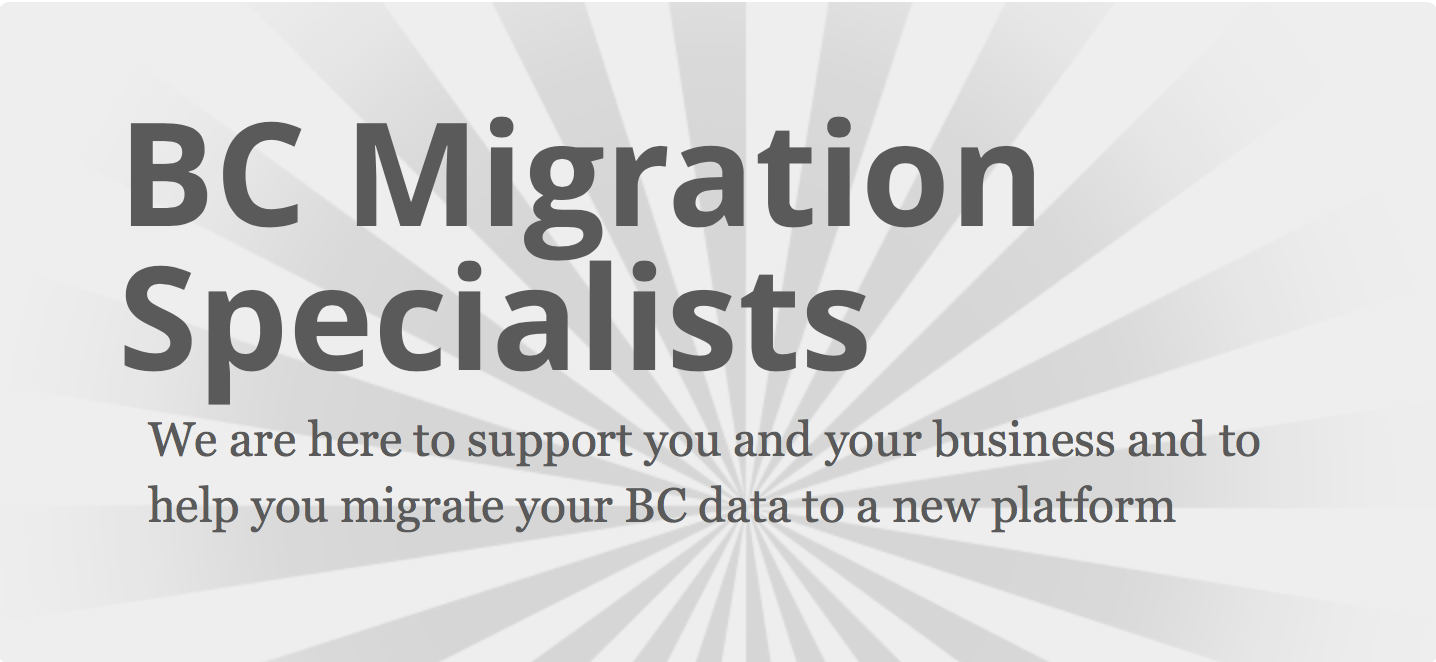 BC Migration
Specialists
We are here to support you and your business and to
help you migrate your BC data to a new platform